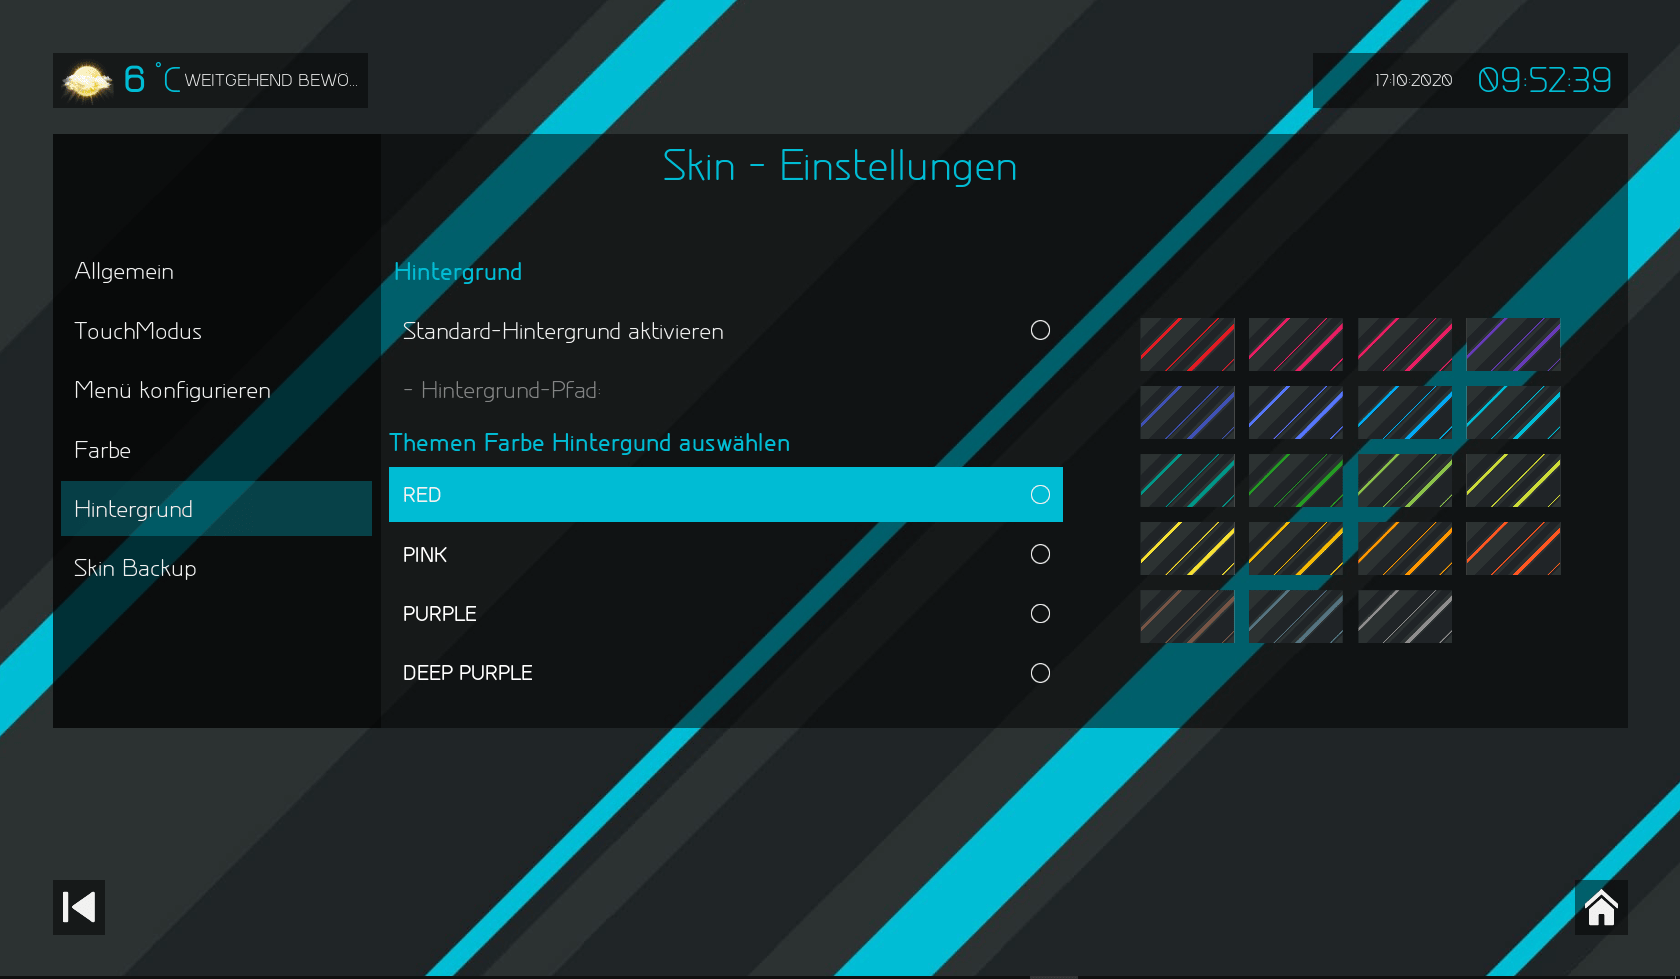 6 °C WEITGEHEND BEWO...
17.10.2020 09:52:39
Skin - Einstellungen
Allgemein
TouchModus
Menü konfigurieren
Farbe
Hintergrund
Skin Backup
Hintergrund
Standard-Hintergrund aktivieren
- Hintergrund-Pfad:
Themen Farbe Hintergund auswählen
RED
PINK
PURPLE
DEEP PURPLE